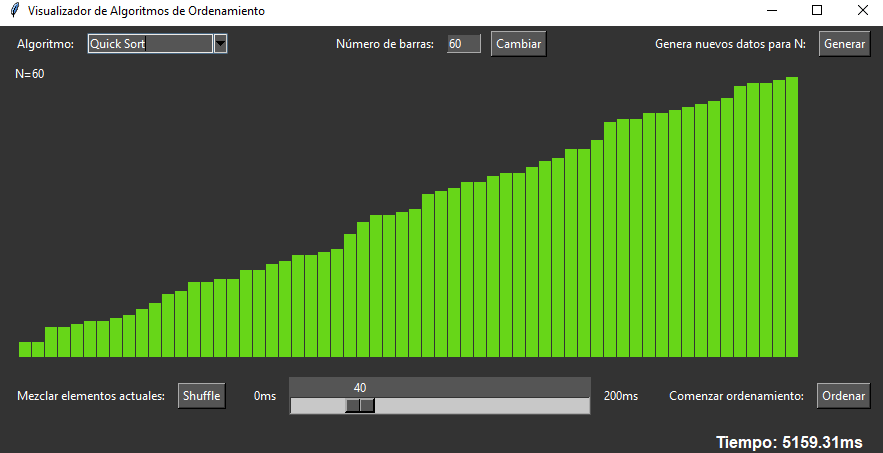 Visualizador de Algoritmos de Ordenamiento
Algoritmo: Quick Sort Número de barras: 60 Cambiar Genera nuevos datos para N: Generar
N=60
40
Mezclar elementos actuales: Shuffle 0ms 200ms Comenzar ordenamiento: Ordenar
Tiempo: 5159.31ms